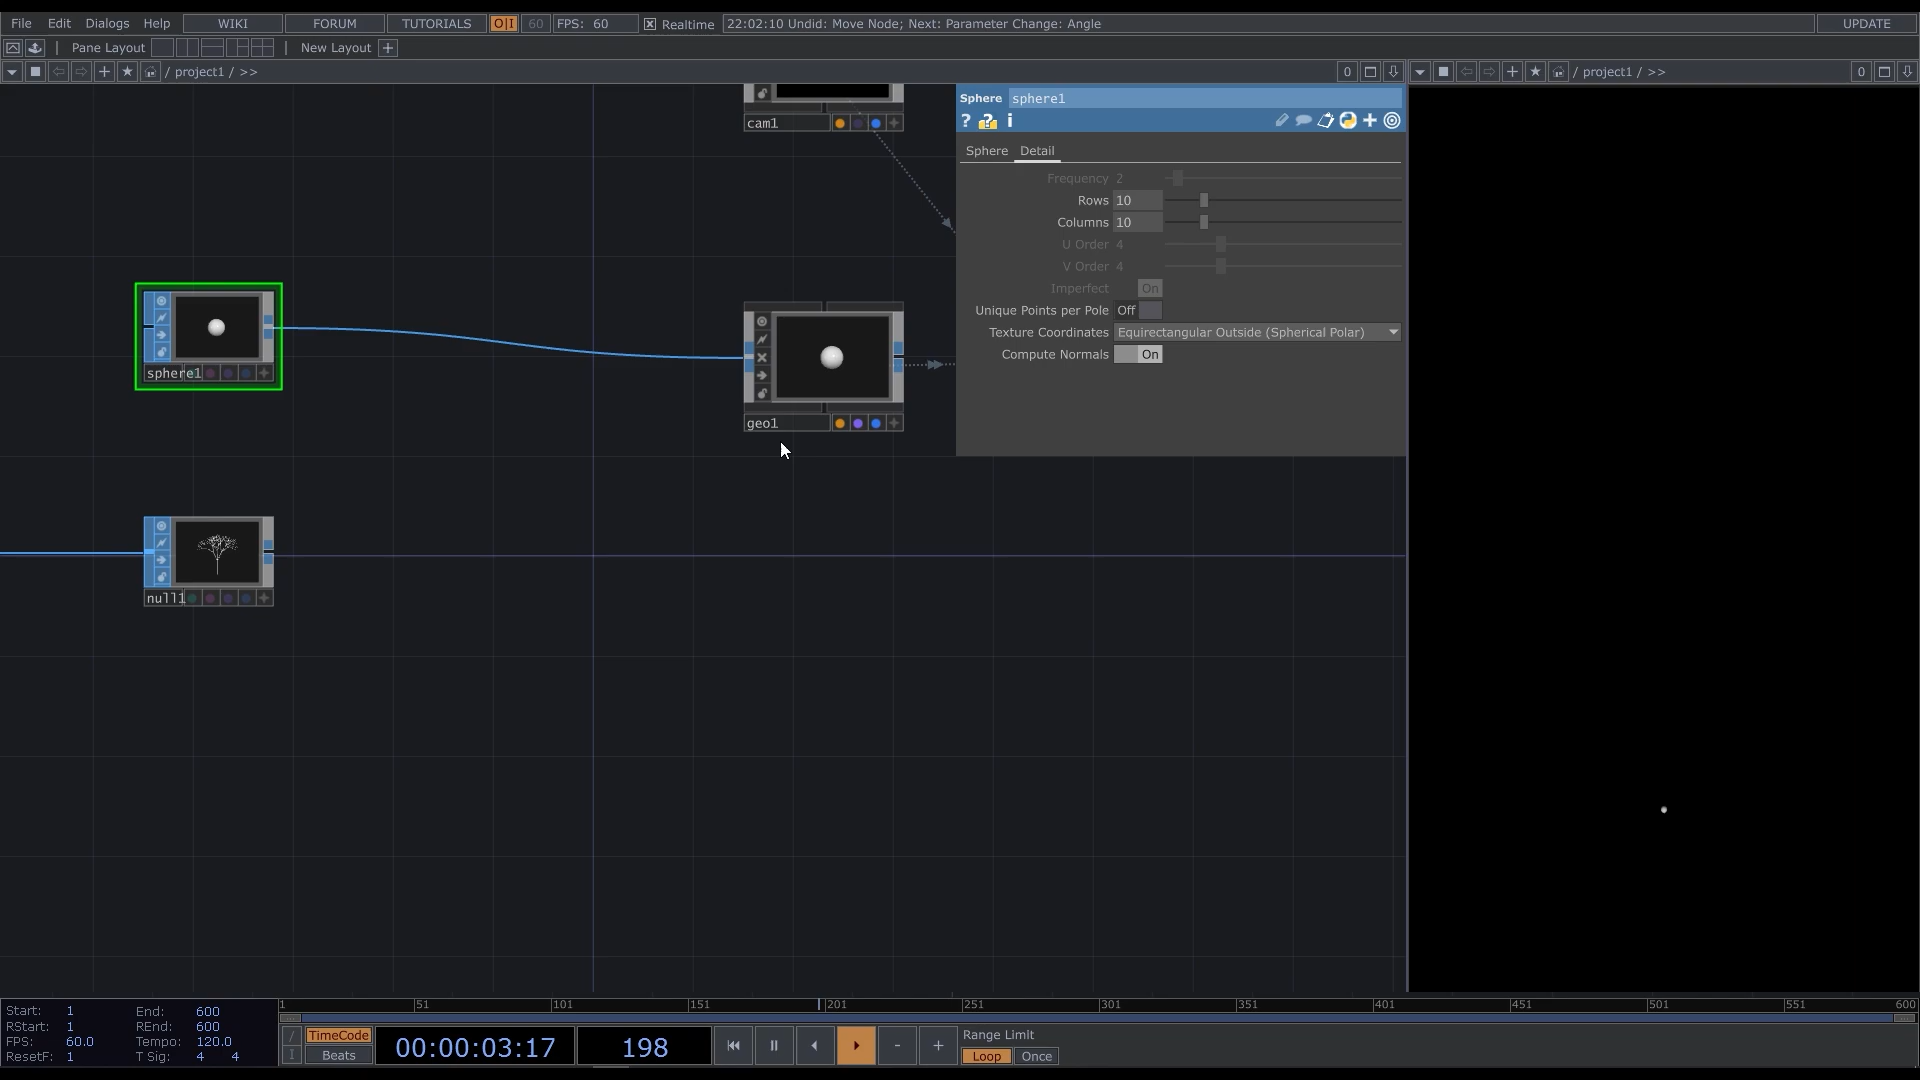 File Edit Dialogs Help WIKI FORUM TUTORIALS O|I 60 FPS: 60 Realtime 22:02:10 Undid: Move Node; Next: Parameter Change: Angle UPDATE
Pane Layout New Layout +
/ project1 / >> 0 / project1 / >> 0
Sphere sphere1
cam1
? i
Sphere Detail
Frequency 2
Rows 10
Columns 10
U Order 4
V Order 4
Imperfect On
Unique Points per Pole Off
Texture Coordinates Equirectangular Outside (Spherical Polar)
Compute Normals On
sphere1
geo1
null1
1 51 101 151 201 251 301 351 401 451 501 551 600
Start: 1 End: 600
RStart: 1 REnd: 600
FPS: 60.0 Tempo: 120.0
ResetF: 1 T Sig: 4 4
TimeCode
Beats
00:00:03:17 198
- +
Range Limit
Loop Once